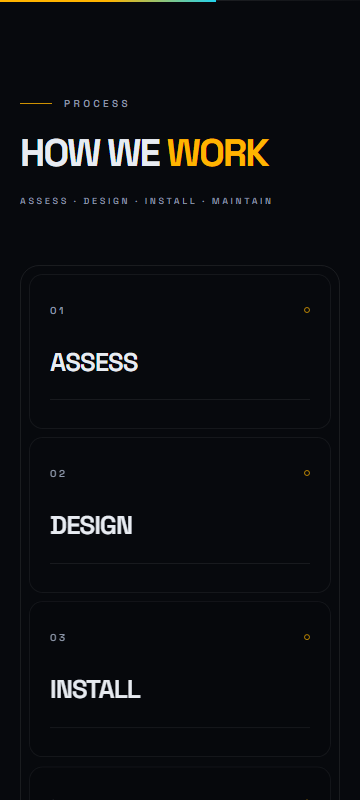 PROCESS
HOW WE WORK
ASSESS · DESIGN · INSTALL · MAINTAIN
01
ASSESS
02
DESIGN
03
INSTALL